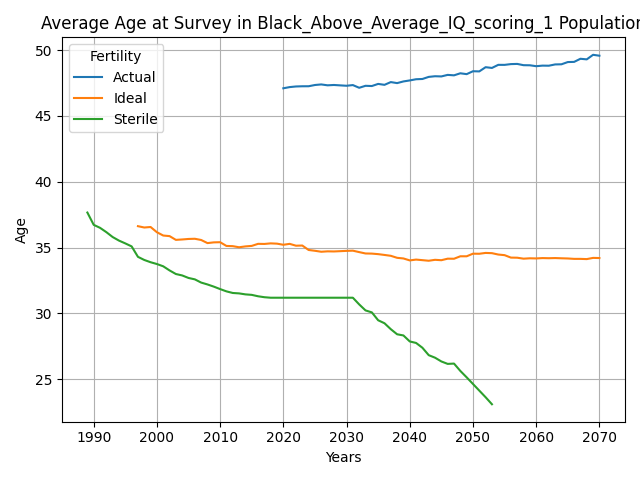 Average Age at Survey in Black_Above_Average_IQ_scoring_1 Population
Fertility
Actual
Ideal
Sterile
Age
50
45
40
35
30
25
1990 2000 2010 2020 2030 2040 2050 2060 2070
Years